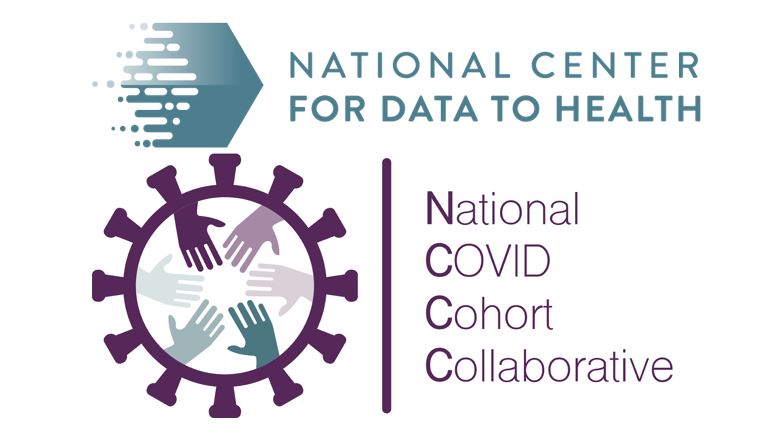 NATIONAL CENTER
FOR DATA TO HEALTH
National
COVID
Cohort
Collaborative